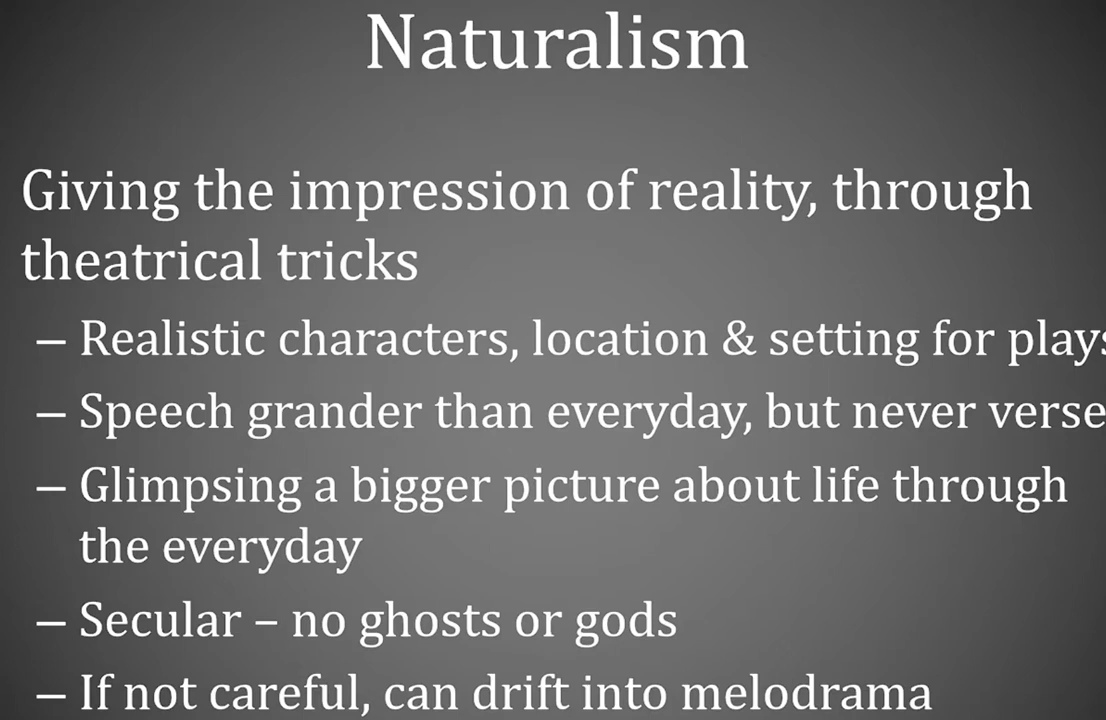 Naturalism
Giving the impression of reality, through
theatrical tricks
– Realistic characters, location & setting for plays
– Speech grander than everyday, but never verse
– Glimpsing a bigger picture about life through
the everyday
– Secular – no ghosts or gods
– If not careful, can drift into melodrama